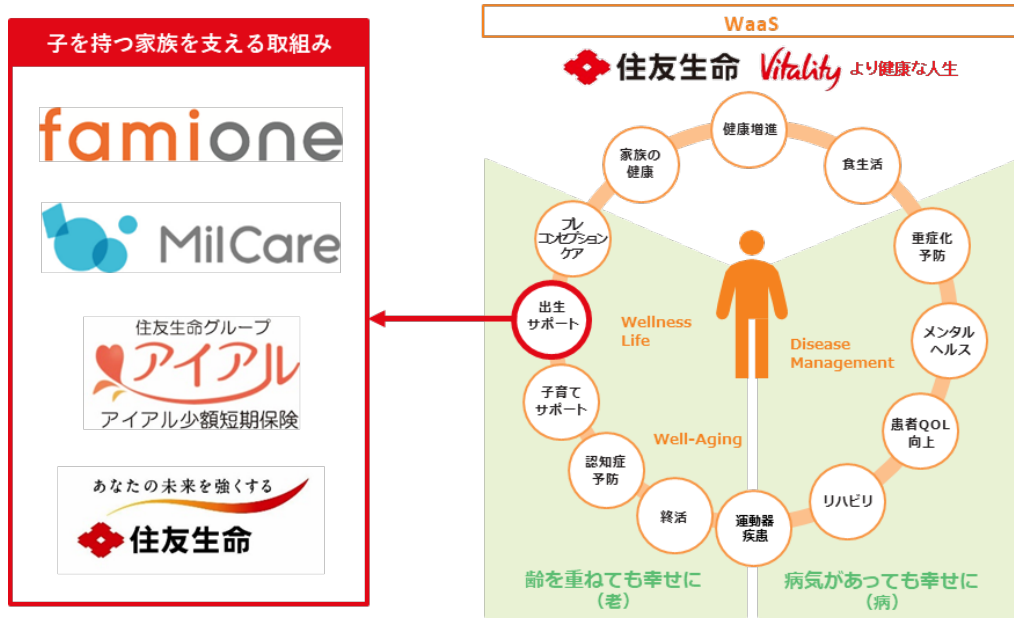 子を持つ家族を支える取組み
famione
MilCare
住友生命グループ
アイアル
アイアル少額短期保険
あなたの未来を強くする
住友生命
WaaS
住友生命 Vitality より健康な人生
健康増進
家族の
健康
食生活
プレ
コンセプション
ケア
重症化
予防
出生
サポート
Wellness
Life
Disease
Management
メンタル
ヘルス
子育て
サポート
患者QOL
向上
Well-Aging
認知症
予防
リハビリ
終活
運動器
疾患
齢を重ねても幸せに
（老）
病気があっても幸せに
（病）